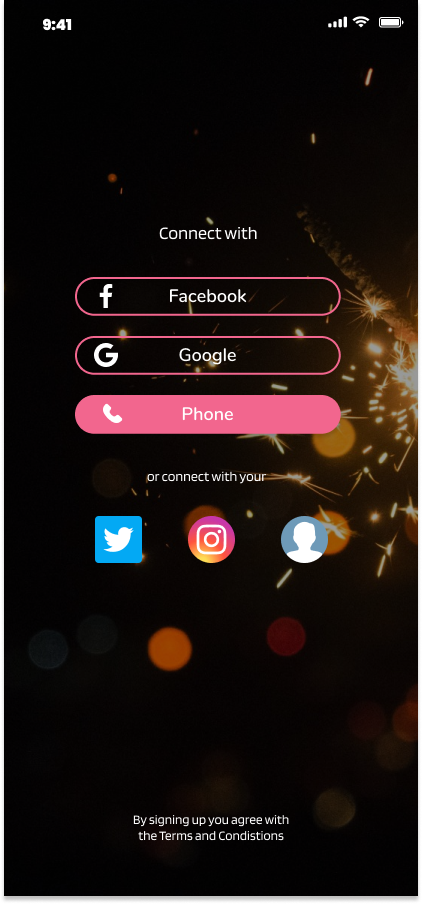 9:41
Connect with
Facebook
Google
Phone
or connect with your
By signing up you agree with
the Terms and Condistions